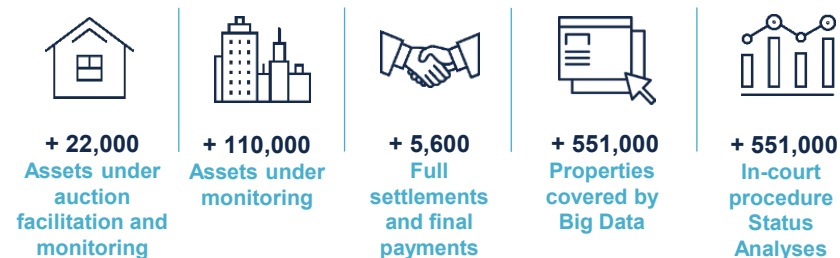 + 22,000
Assets under
auction
facilitation and
monitoring
+ 110,000
Assets under
monitoring
+ 5,600
Full
settlements
and final
payments
+ 551,000
Properties
covered by
Big Data
+ 551,000
In-court
procedure
Status
Analyses